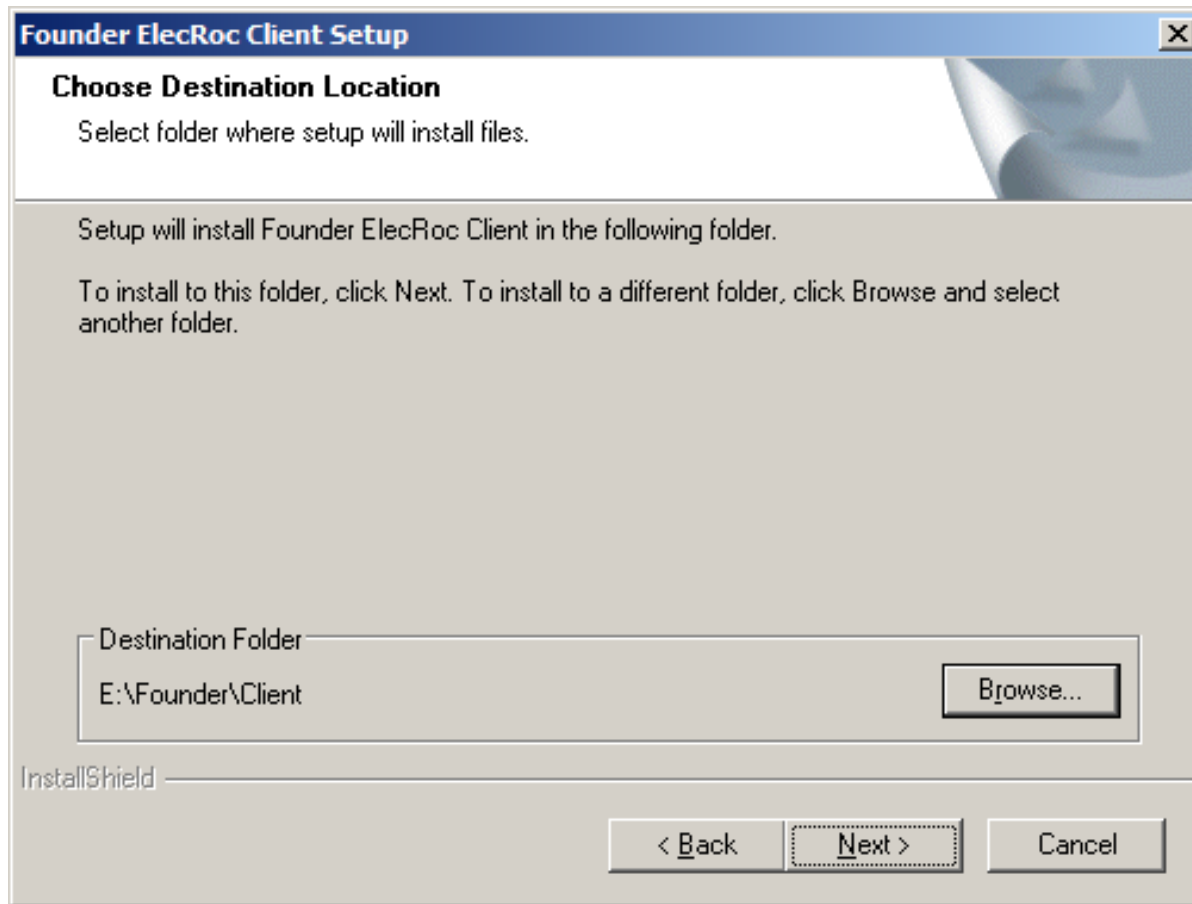 Founder ElecRoc Client Setup
Choose Destination Location
Select folder where setup will install files.
Setup will install Founder ElecRoc Client in the following folder.
To install to this folder, click Next. To install to a different folder, click Browse and select
another folder.
Destination Folder
E:\Founder\Client
Browse...
InstallShield
< Back
Next >
Cancel